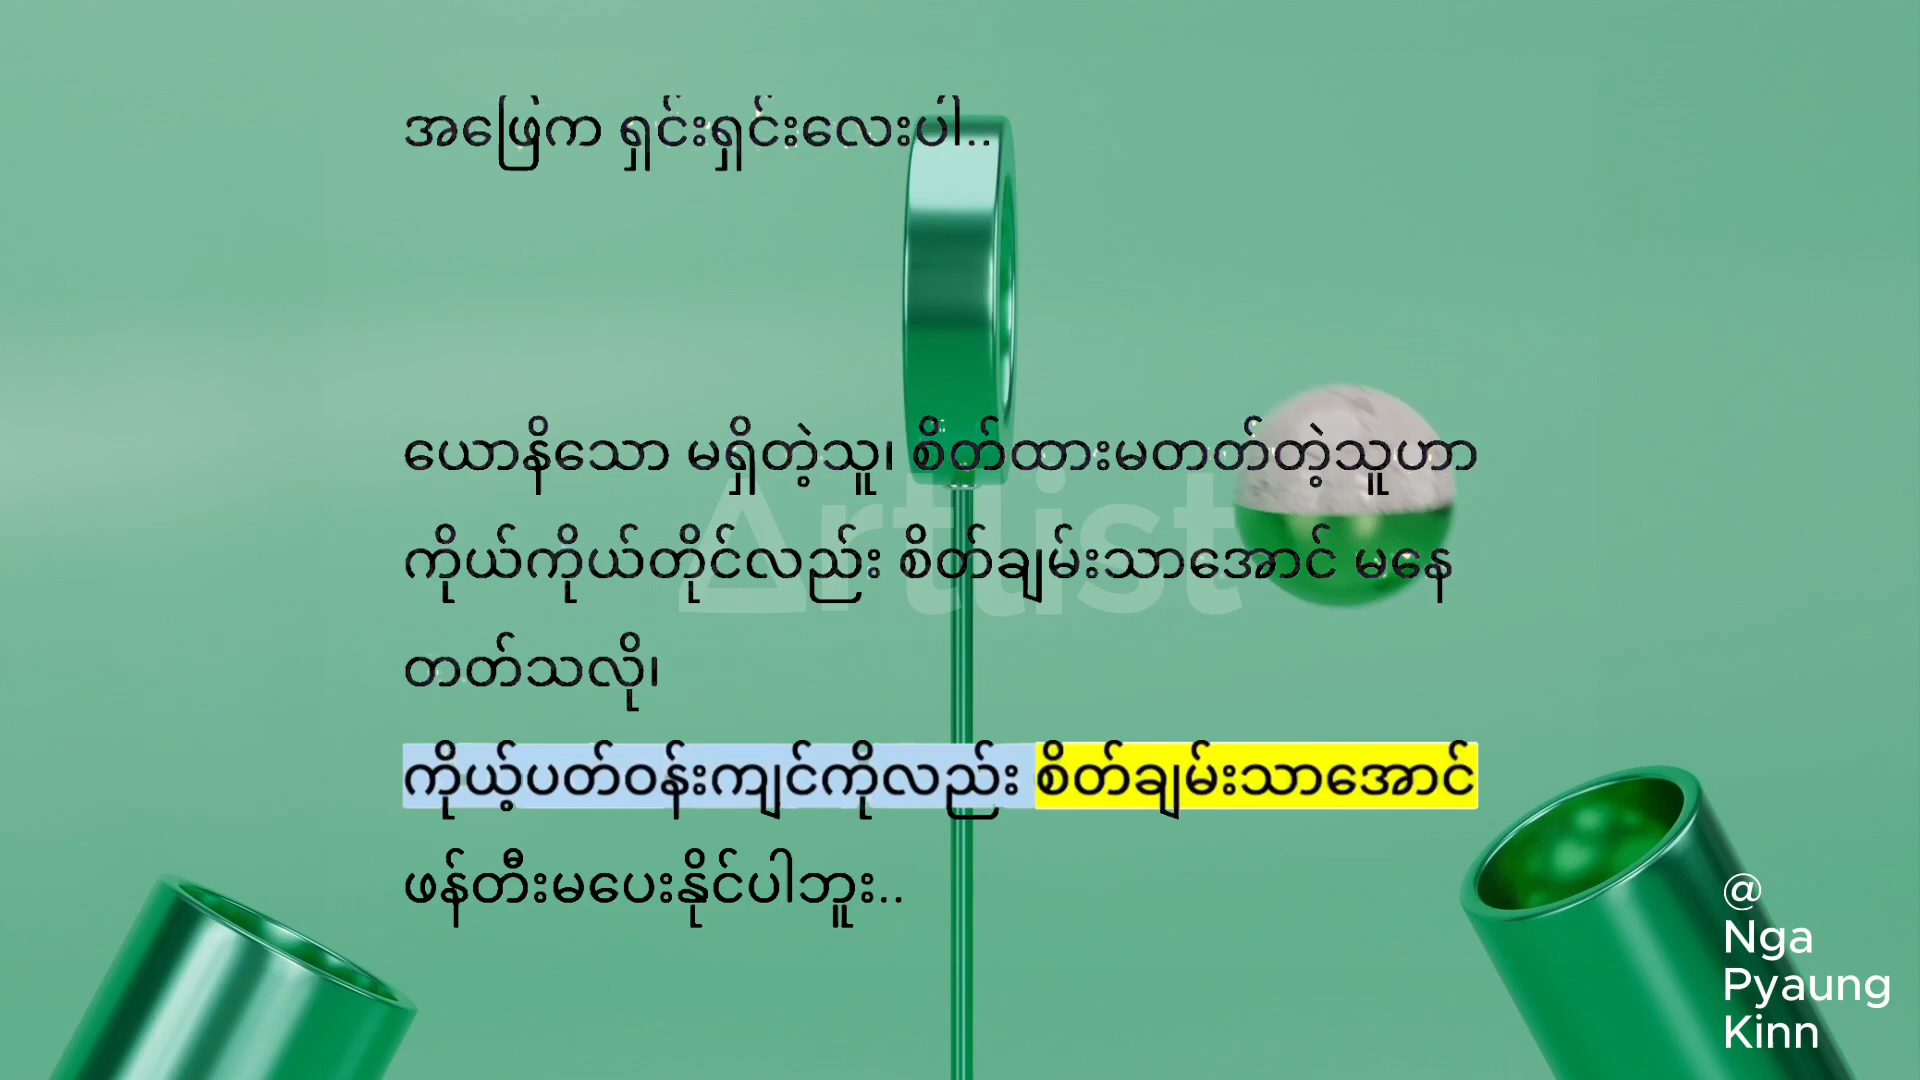 အဖြေက ရှင်းရှင်းလေးပါ..
ယောနိသော မရှိတဲ့သူ၊ စိတ်ထားမတတ်တဲ့သူဟာ
Artlist
ကိုယ်ကိုယ်တိုင်လည်း စိတ်ချမ်းသာအောင် မနေ
တတ်သလို၊
ကိုယ့်ပတ်ဝန်းကျင်ကိုလည်း စိတ်ချမ်းသာအောင်
ဖန်တီးမပေးနိုင်ပါဘူး..
@
Nga
Pyaung
Kinn